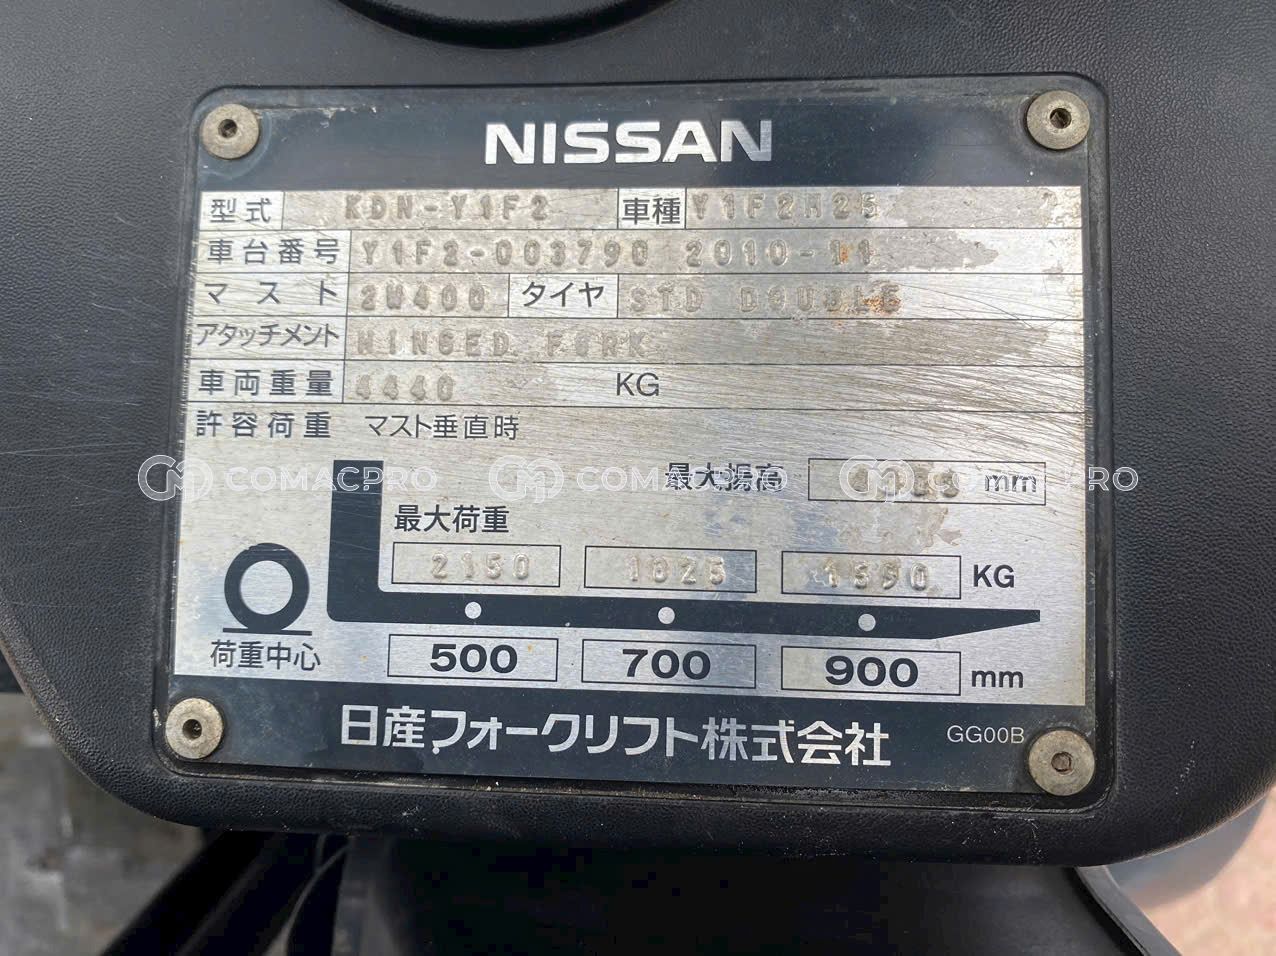 NISSAN
型式 KDN-Y1F2 車種 Y1F2M25
車台番号 Y1F2-003790 2010-11
マスト 2W400 タイヤ STD DOUBLE
アタッチメント HINGED FORK
車両重量 4440 KG
許容荷重 マスト垂直時
COMACPRO COMACPRO COMACPRO
最大揚高 mm
最大荷重
2150 1825 1550 KG
荷重中心 500 700 900 mm
日産フォークリフト株式会社 GG00B